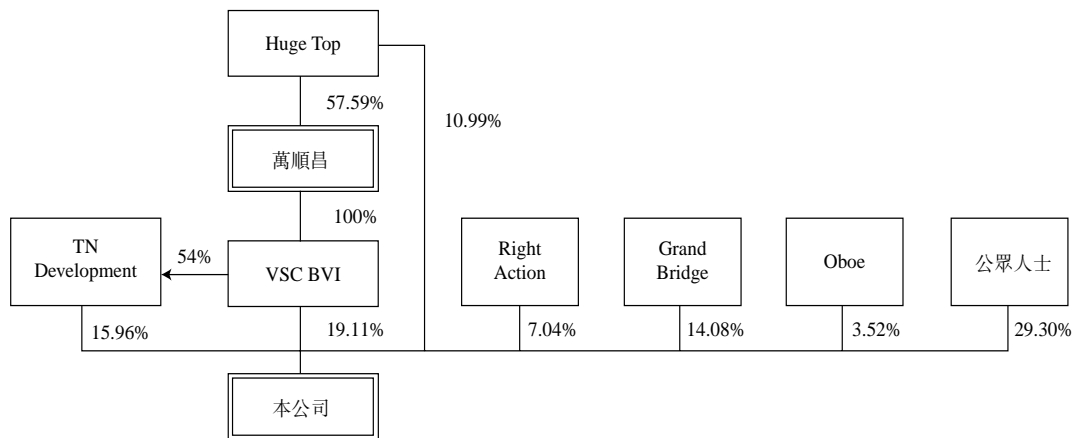 Huge Top
57.59%
10.99%
萬順昌
100%
TN
Development
54%
VSC BVI
Right
Action
Grand
Bridge
Oboe
公眾人士
15.96%
19.11%
7.04%
14.08%
3.52%
29.30%
本公司